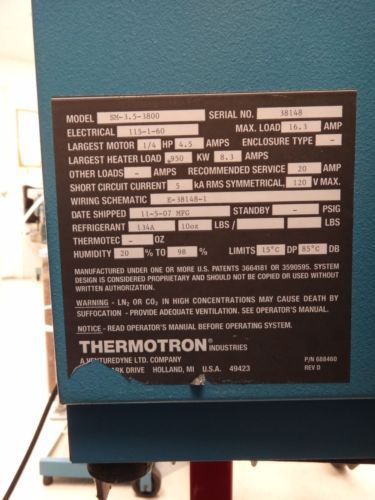 MODEL SM-3.5-3800 SERIAL NO. 38148
ELECTRICAL 115-1-60 MAX. LOAD 16.3 AMP
LARGEST MOTOR 1/4 HP 4.5 AMPS ENCLOSURE TYPE -
LARGEST HEATER LOAD .950 KW 8.3 AMPS
OTHER LOADS - AMPS RECOMMENDED SERVICE 20 AMP
SHORT CIRCUIT CURRENT 5 kA RMS SYMMETRICAL, 120 V MAX.
WIRING SCHEMATIC E-38148-1
DATE SHIPPED 11-5-07 MFG STANDBY - PSIG
REFRIGERANT 134A 10oz LBS / LBS
THERMOTEC - OZ
HUMIDITY 20 % TO 98 % LIMITS 15°C DP 85°C DB
MANUFACTURED UNDER ONE OR MORE U.S. PATENTS 3664181 OR 3590595. SYSTEM
DESIGN IS CONSIDERED PROPRIETARY AND SHOULD NOT BE COPIED OR USED WITHOUT
WRITTEN AUTHORIZATION.
WARNING - LN2 OR CO2 IN HIGH CONCENTRATIONS MAY CAUSE DEATH BY
SUFFOCATION - PROVIDE ADEQUATE VENTILATION. SEE OPERATOR'S MANUAL.
NOTICE - READ OPERATOR'S MANUAL BEFORE OPERATING SYSTEM.
THERMOTRON INDUSTRIES
A VENTUREDYNE LTD. COMPANY P/N 688460
DRIVE HOLLAND, MI U.S.A. 49423 REV D